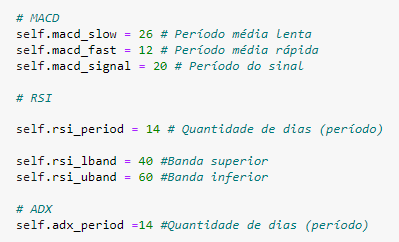 # MACD
self.macd_slow = 26 # Período média lenta
self.macd_fast = 12 # Período média rápida
self.macd_signal = 20 # Período do sinal
# RSI
self.rsi_period = 14 # Quantidade de dias (período)
self.rsi_lband = 40 #Banda superior
self.rsi_uband = 60 #Banda inferior
# ADX
self.adx_period =14 #Quantidade de dias (período)